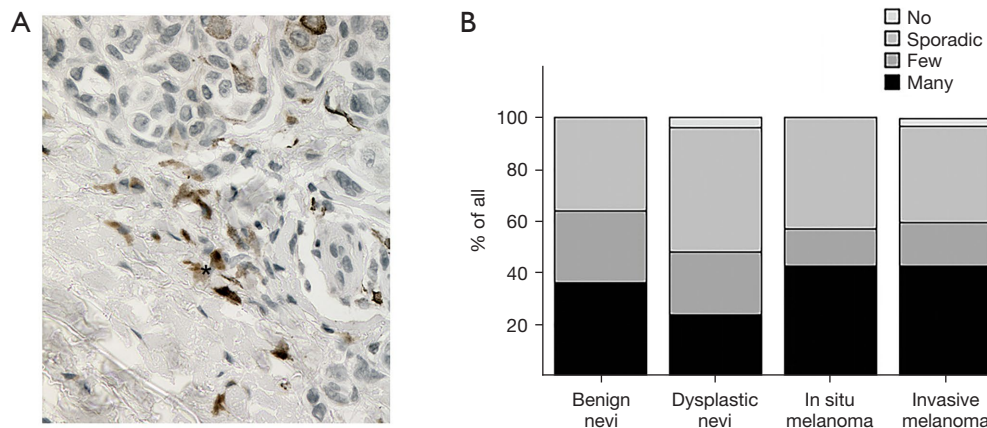 A
*
B
No
Sporadic
Few
Many
% of all
100
80
60
40
20
Benign
nevi
Dysplastic
nevi
In situ
melanoma
Invasive
melanoma